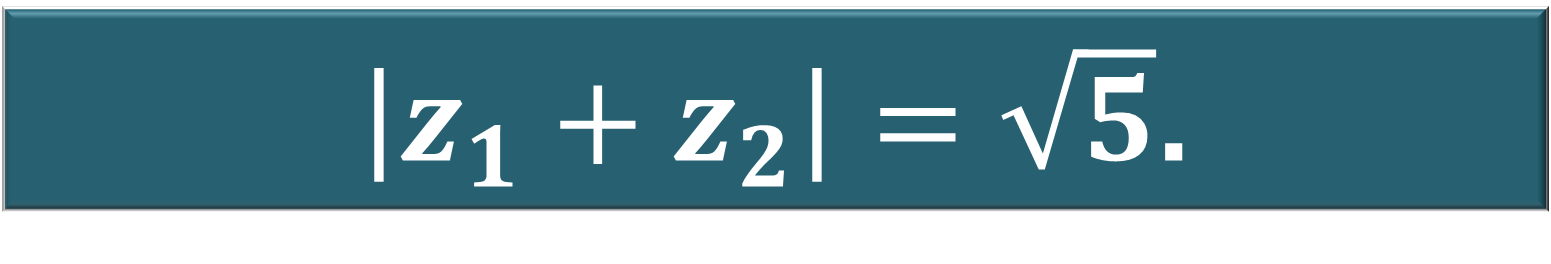 |z₁ + z₂| = √5.